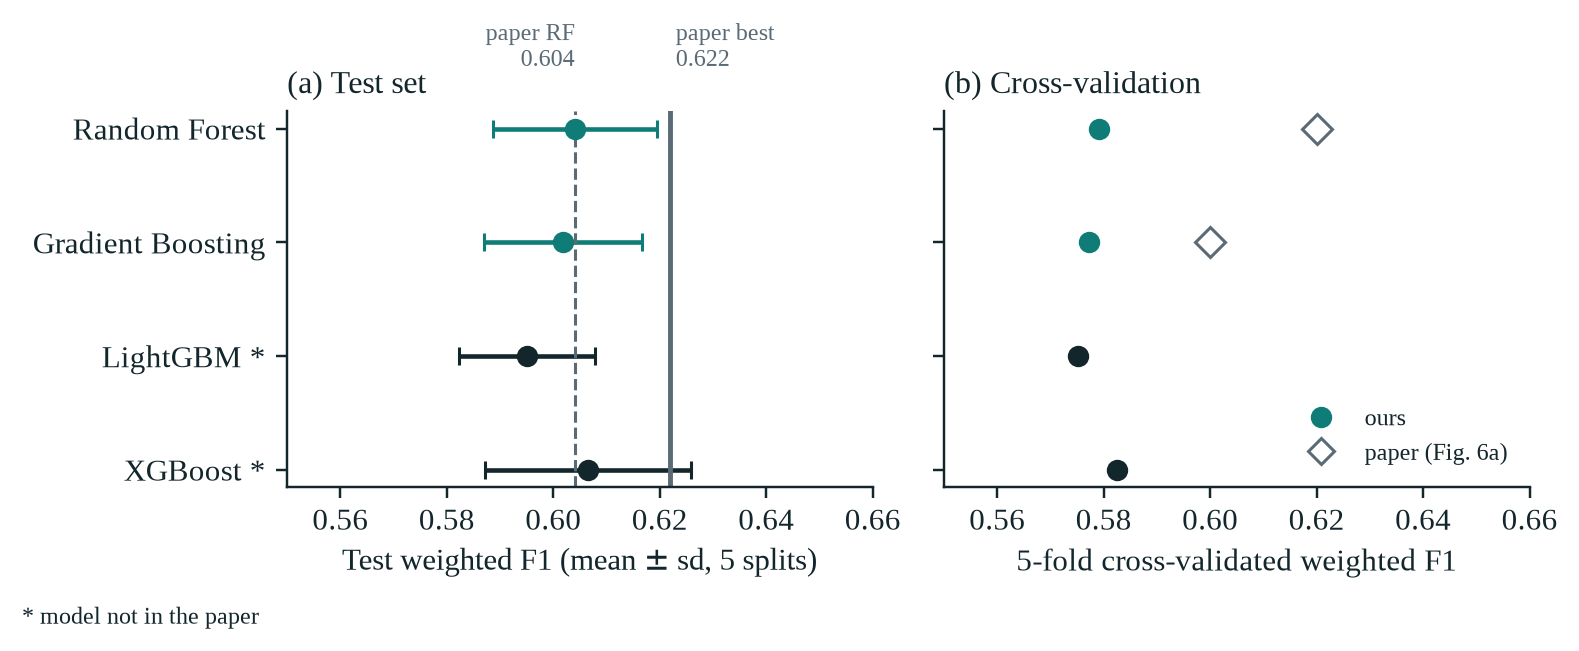 paper RF
0.604
paper best
0.622
(a) Test set
Random Forest
Gradient Boosting
LightGBM *
XGBoost *
0.56 0.58 0.60 0.62 0.64 0.66
Test weighted F1 (mean ± sd, 5 splits)
(b) Cross-validation
ours
paper (Fig. 6a)
0.56 0.58 0.60 0.62 0.64 0.66
5-fold cross-validated weighted F1
* model not in the paper